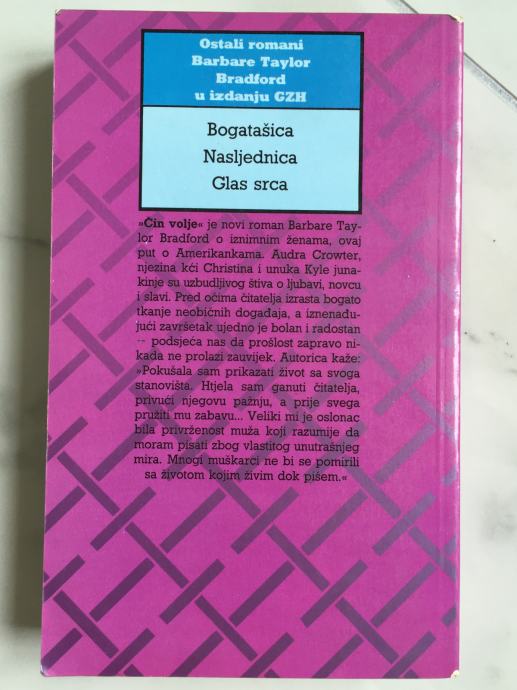 Ostali romani
Barbare Taylor
Bradford
u izdanju GZH
Bogatašica
Nasljednica
Glas srca
»Čin volje« je novi roman Barbare Tay-
lor Bradford o iznimnim ženama, ovaj
put o Amerikankama. Audra Crowter,
njezina kći Christina i unuka Kyle juna-
kinje su uzbudljivog štiva o ljubavi, novcu
i slavi. Pred očima čitatelja izrasta bogato
tkanje neobičnih događaja, a iznenađu-
jući završetak ujedno je bolan i radostan
-- podsjeća nas da prošlost zapravo ni-
kada ne prolazi zauvijek. Autorica kaže:
»Pokušala sam prikazati život sa svoga
stanovišta. Htjela sam ganuti čitatelja,
privući njegovu pažnju, a prije svega
pružiti mu zabavu... Veliki mi je oslonac
bila privrženost muža koji razumije da
moram pisati zbog vlastitog unutrašnjeg
mira. Mnogi muškarci ne bi se pomirili
sa životom kojim živim dok pišem.«